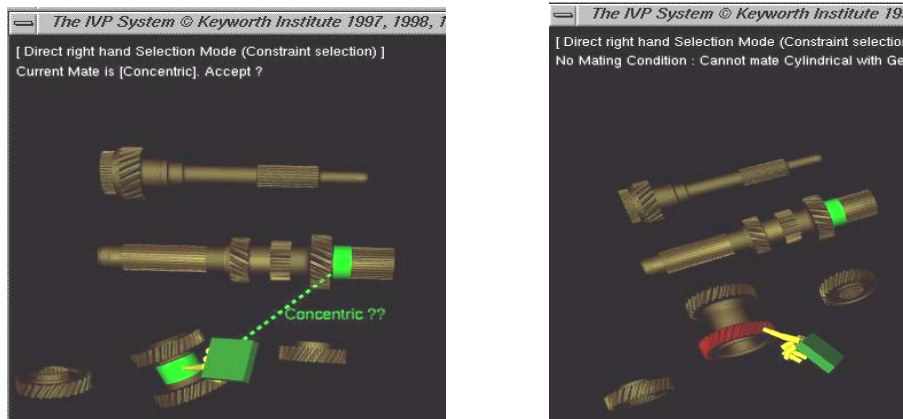 The IVP System © Keyworth Institute 1997, 1998,
[ Direct right hand Selection Mode (Constraint selection) ]
Current Mate is [Concentric]. Accept ?
Concentric ??
The IVP System © Keyworth Institute 19
[ Direct right hand Selection Mode (Constraint selection
No Mating Condition : Cannot mate Cylindrical with Ge